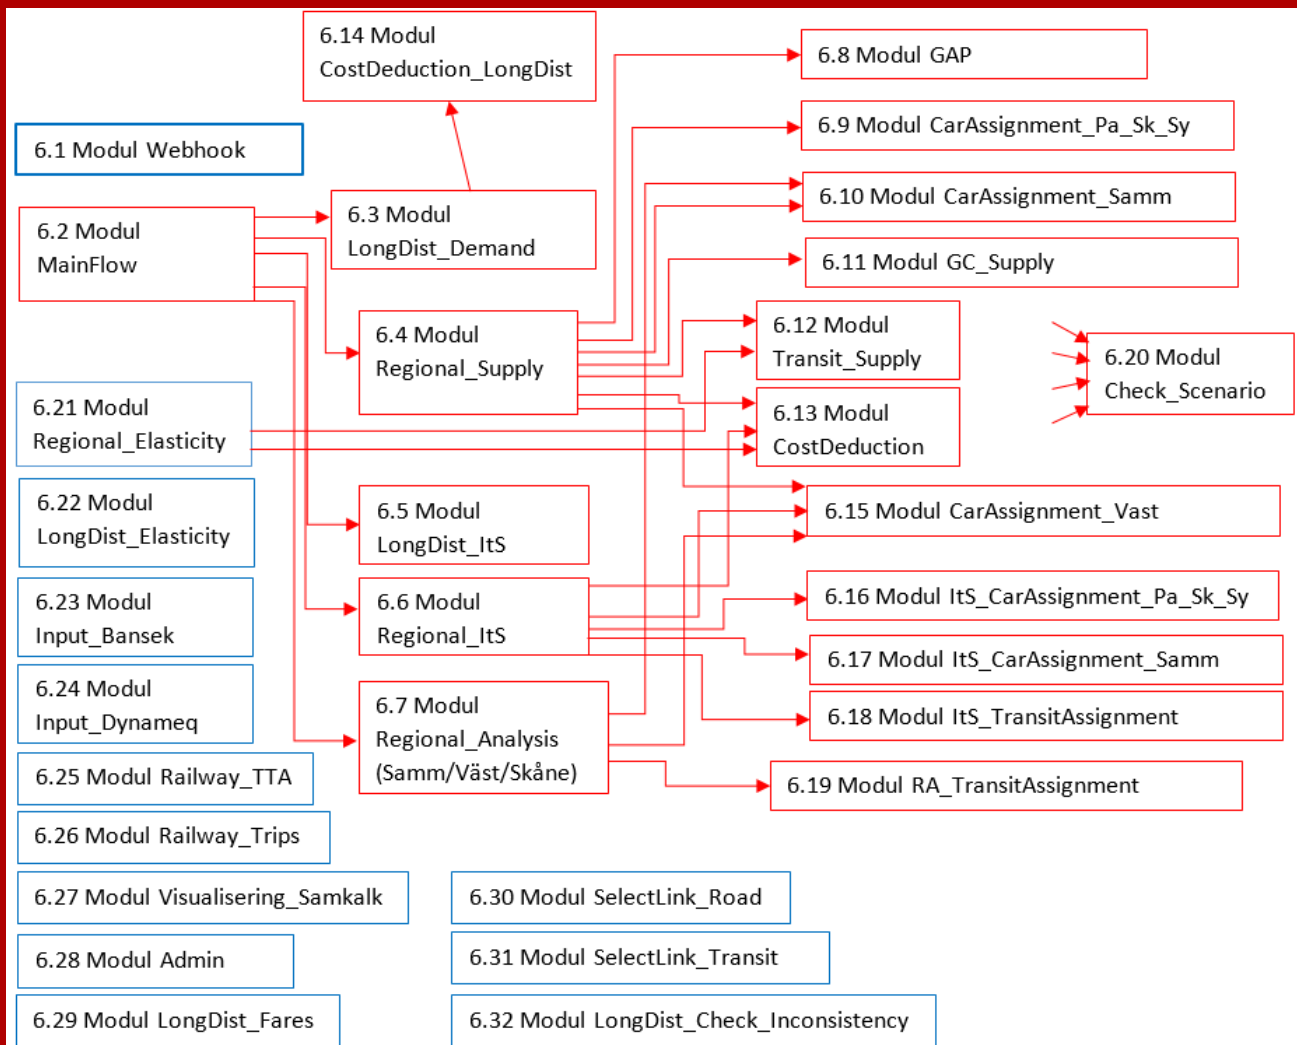 6.14 Modul
CostDeduction_LongDist
6.8 Modul GAP
6.9 Modul CarAssignment_Pa_Sk_Sy
6.1 Modul Webhook
6.2 Modul
MainFlow
6.3 Modul
LongDist_Demand
6.10 Modul CarAssignment_Samm
6.11 Modul GC_Supply
6.4 Modul
Regional_Supply
6.12 Modul
Transit_Supply
6.20 Modul
Check_Scenario
6.21 Modul
Regional_Elasticity
6.13 Modul
CostDeduction
6.22 Modul
LongDist_Elasticity
6.5 Modul
LongDist_ItS
6.15 Modul CarAssignment_Vast
6.23 Modul
Input_Bansek
6.6 Modul
Regional_ItS
6.16 Modul ItS_CarAssignment_Pa_Sk_Sy
6.17 Modul ItS_CarAssignment_Samm
6.24 Modul
Input_Dynameq
6.7 Modul
Regional_Analysis
(Samm/Väst/Skåne)
6.18 Modul ItS_TransitAssignment
6.25 Modul Railway_TTA
6.19 Modul RA_TransitAssignment
6.26 Modul Railway_Trips
6.27 Modul Visualisering_Samkalk
6.30 Modul SelectLink_Road
6.28 Modul Admin
6.31 Modul SelectLink_Transit
6.29 Modul LongDist_Fares
6.32 Modul LongDist_Check_Inconsistency